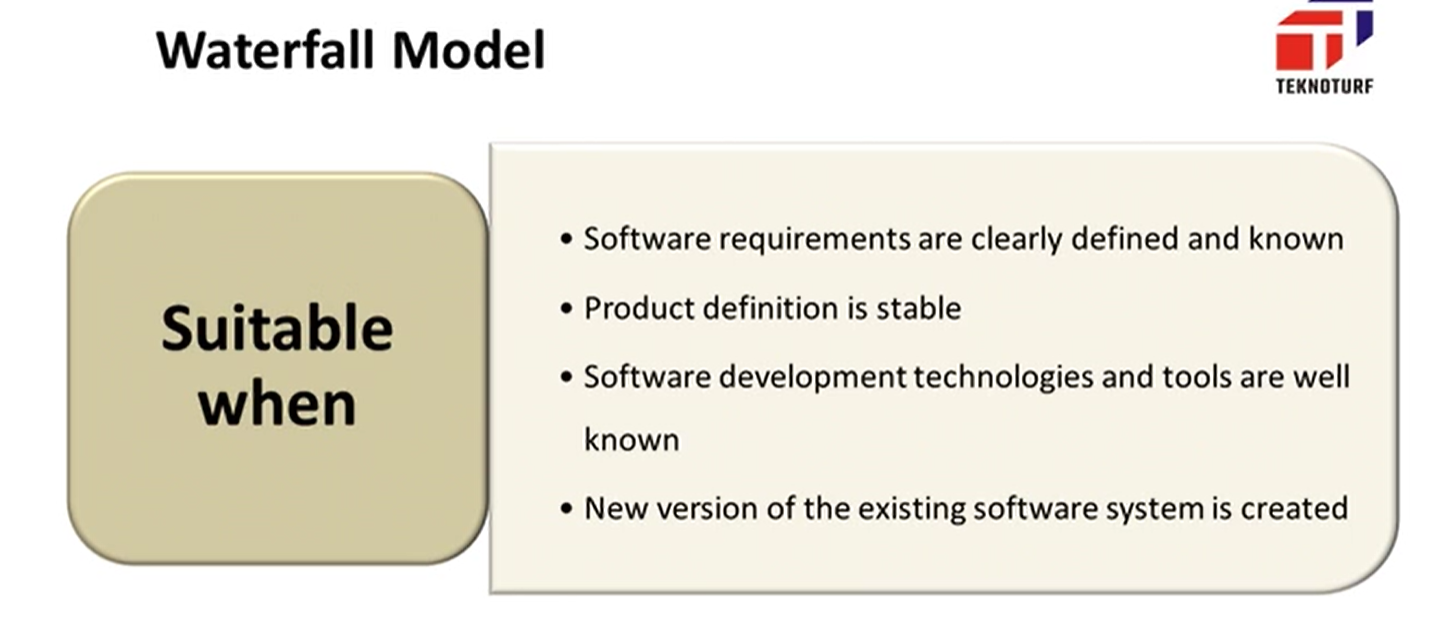 Waterfall Model
TEKNOTURF
Suitable
when
• Software requirements are clearly defined and known
• Product definition is stable
• Software development technologies and tools are well
known
• New version of the existing software system is created